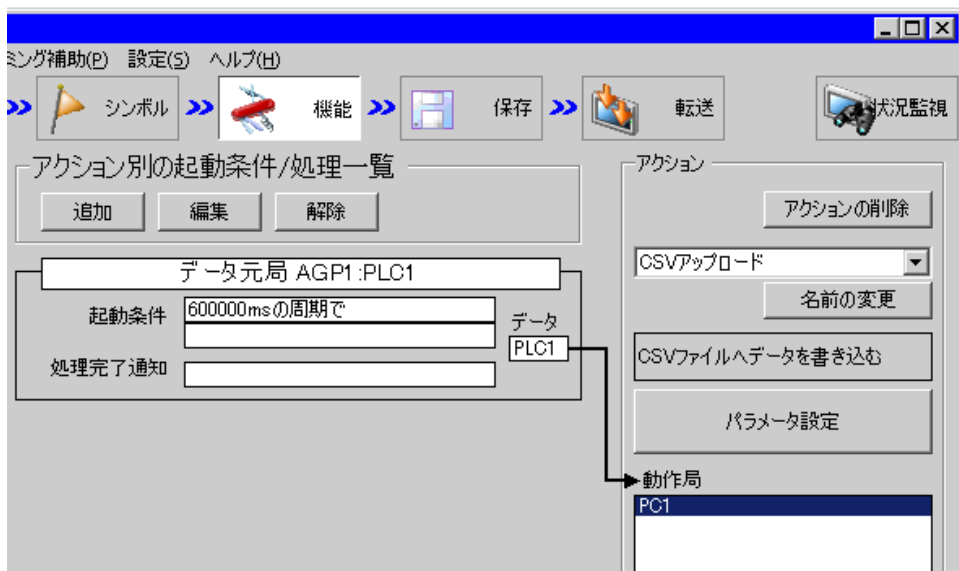 ミング補助(P) 設定(S) ヘルプ(H)
シンボル 機能 保存 転送 状況監視
アクション別の起動条件/処理一覧
追加 編集 解除
データ元局 AGP1:PLC1
起動条件 600000msの周期で
データ
PLC1
処理完了通知
アクション
アクションの削除
CSVアップロード
名前の変更
CSVファイルへデータを書き込む
パラメータ設定
動作局
PC1